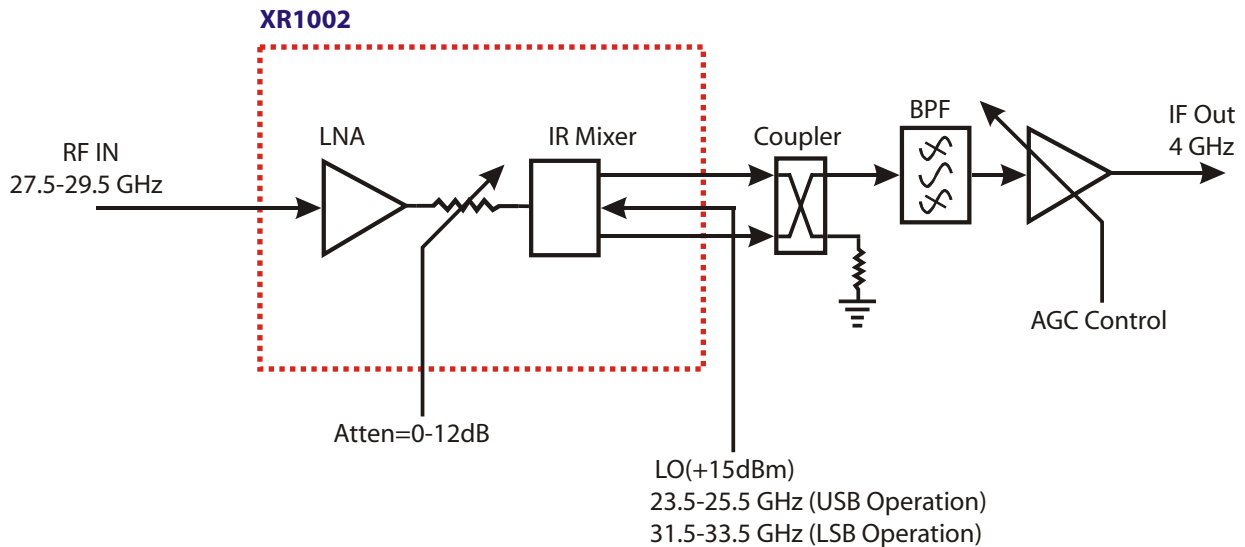 XR1002
LNA
IR Mixer
Coupler
BPF
IF Out
4 GHz
RF IN
27.5-29.5 GHz
AGC Control
Atten=0-12dB
LO(+15dBm)
23.5-25.5 GHz (USB Operation)
31.5-33.5 GHz (LSB Operation)